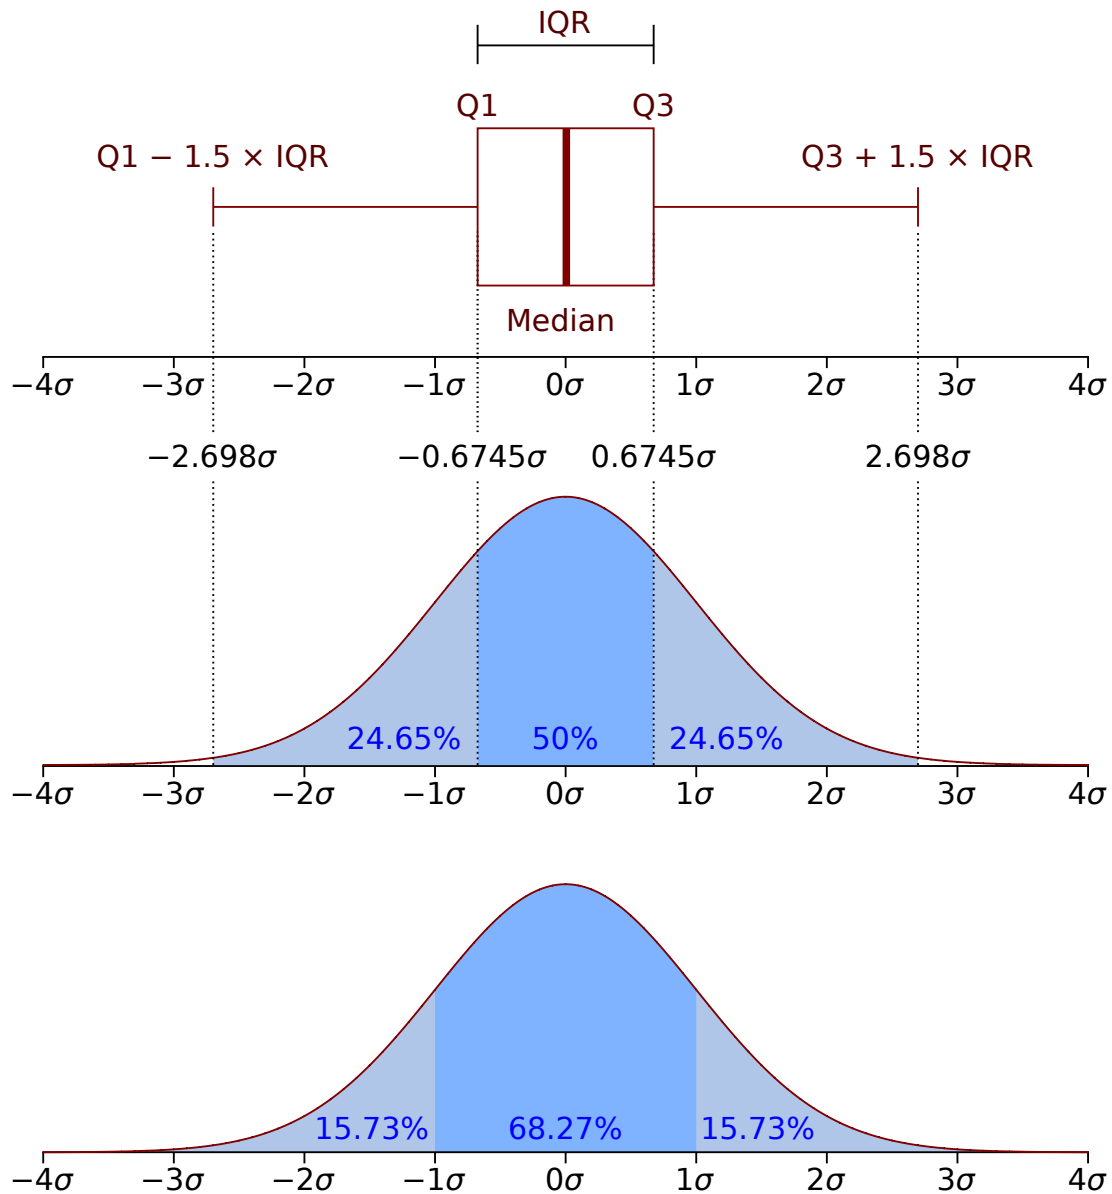 IQR
Q1 Q3
Q1 − 1.5 × IQR Q3 + 1.5 × IQR
Median
−4σ −3σ −2σ −1σ 0σ 1σ 2σ 3σ 4σ
−2.698σ −0.6745σ 0.6745σ 2.698σ
24.65% 50% 24.65%
−4σ −3σ −2σ −1σ 0σ 1σ 2σ 3σ 4σ
15.73% 68.27% 15.73%
−4σ −3σ −2σ −1σ 0σ 1σ 2σ 3σ 4σ